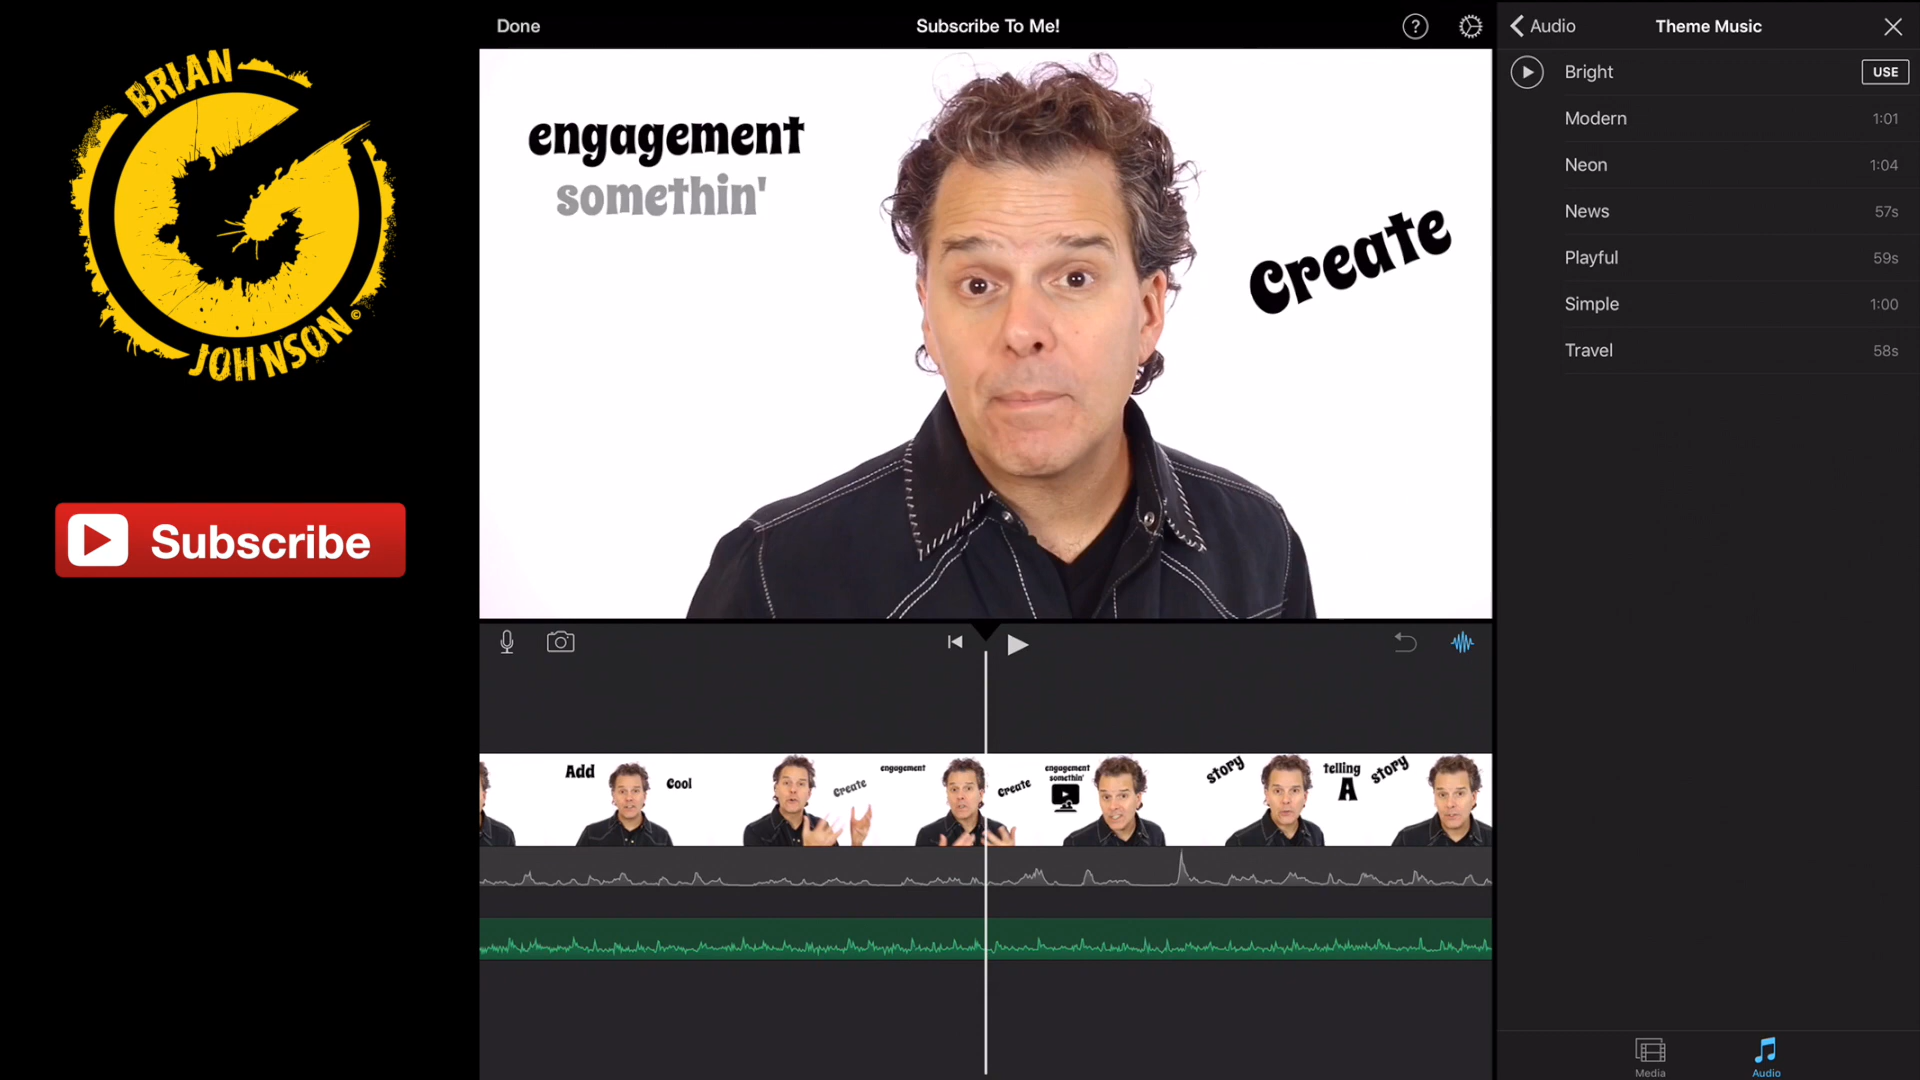 BRIAN
JOHNSON
©
Subscribe
Done
Subscribe To Me!
?
engagement
somethin'
Create
Add
Cool
Create
engagement
Create
engagement
somethin'
story
telling
A
story
Audio
Theme Music
Bright
USE
Modern
1:01
Neon
1:04
News
57s
Playful
59s
Simple
1:00
Travel
58s
Media
Audio